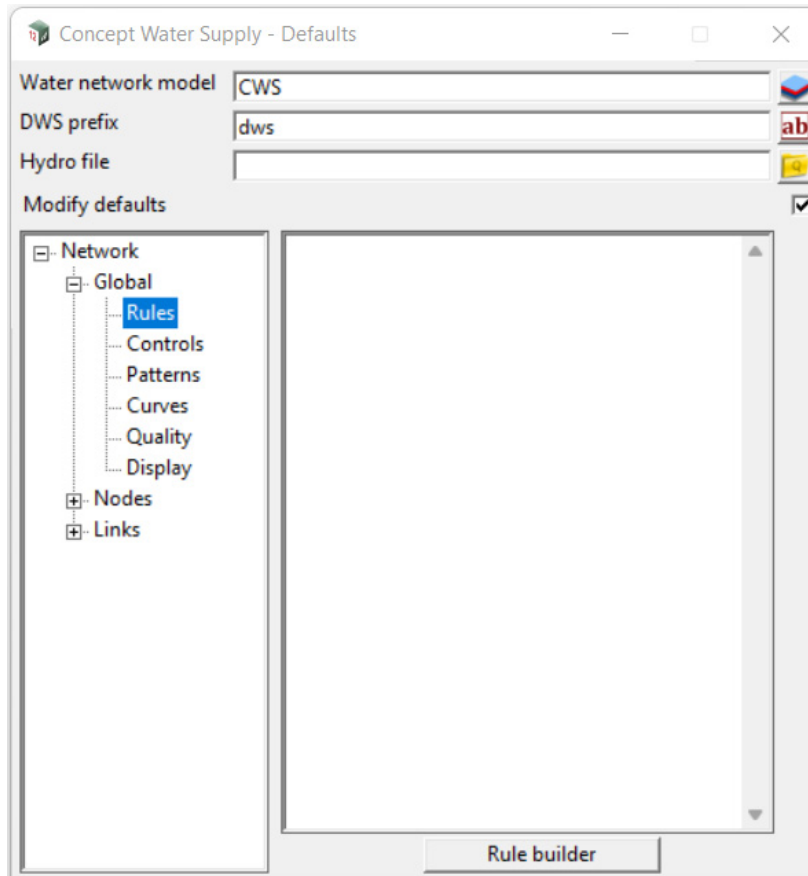 Concept Water Supply - Defaults
Water network model CWS
DWS prefix dws ab
Hydro file
Modify defaults
Network
Global
Rules
Controls
Patterns
Curves
Quality
Display
Nodes
Links
Rule builder